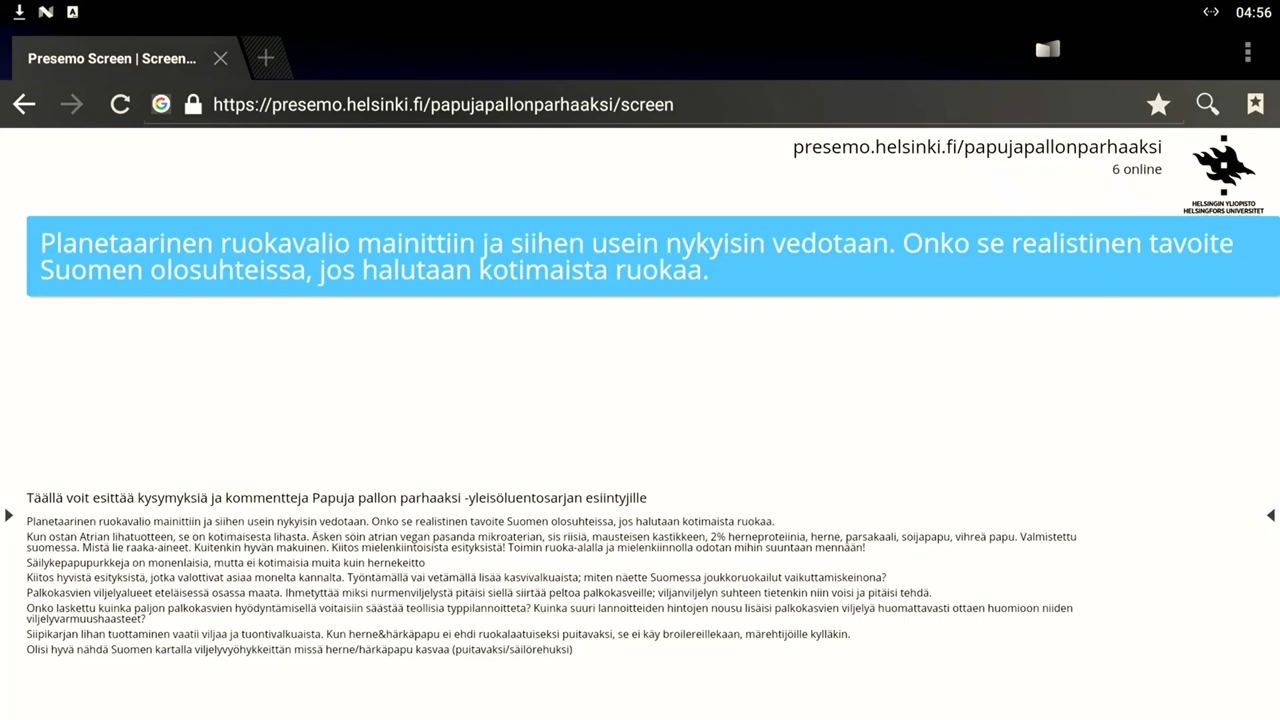 04:56
Presemo Screen | Screen...
https://presemo.helsinki.fi/papujapallonparhaaksi/screen
presemo.helsinki.fi/papujapallonparhaaksi
6 online
HELSINGIN YLIOPISTO
HELSINGFORS UNIVERSITET
Planetaarinen ruokavalio mainittiin ja siihen usein nykyisin vedotaan. Onko se realistinen tavoite
Suomen olosuhteissa, jos halutaan kotimaista ruokaa.
Täällä voit esittää kysymyksiä ja kommentteja Papuja pallon parhaaksi -yleisöluentosarjan esiintyjille
Planetaarinen ruokavalio mainittiin ja siihen usein nykyisin vedotaan. Onko se realistinen tavoite Suomen olosuhteissa, jos halutaan kotimaista ruokaa.
Kun ostan Atrian lihatuotteen, se on kotimaisesta lihasta. Äsken söin atrian vegan pasanda mikroaterian, sis riisiä, mausteisen kastikkeen, 2% herneproteiinia, herne, parsakaali, soijapapu, vihreä papu. Valmistettu
suomessa. Mistä lie raaka-aineet. Kuitenkin hyvän makuinen. Kiitos mielenkiintoisista esityksistä! Toimin ruoka-alalla ja mielenkiinnolla odotan mihin suuntaan mennään!
Säilykepapupurkkeja on monenlaisia, mutta ei kotimaisia muita kuin hernekeitto
Kiitos hyvistä esityksistä, jotka valottivat asiaa monelta kannalta. Työntämällä vai vetämällä lisää kasvivalkuaista; miten näette Suomessa joukkoruokailut vaikuttamiskeinona?
Palkokasvien viljelyalueet eteläisessä osassa maata. Ihmetyttää miksi nurmenviljelystä pitäisi siellä siirtää peltoa palkokasveille; viljanviljelyn suhteen tietenkin niin voisi ja pitäisi tehdä.
Onko laskettu kuinka paljon palkokasvien hyödyntämisellä voitaisiin säästää teollisia typpilannoitteta? Kuinka suuri lannoitteiden hintojen nousu lisäisi palkokasvien viljelyä huomattavasti ottaen huomioon niiden
viljelyvarmuushaasteet?
Siipikarjan lihan tuottaminen vaatii viljaa ja tuontivalkuaista. Kun herne&härkäpapu ei ehdi ruokalaatuiseksi puitavaksi, se ei käy broilereillekaan, märehtijöille kylläkin.
Olisi hyvä nähdä Suomen kartalla viljelyvyöhykkeittän missä herne/härkäpapu kasvaa (puitavaksi/säilörehuksi)